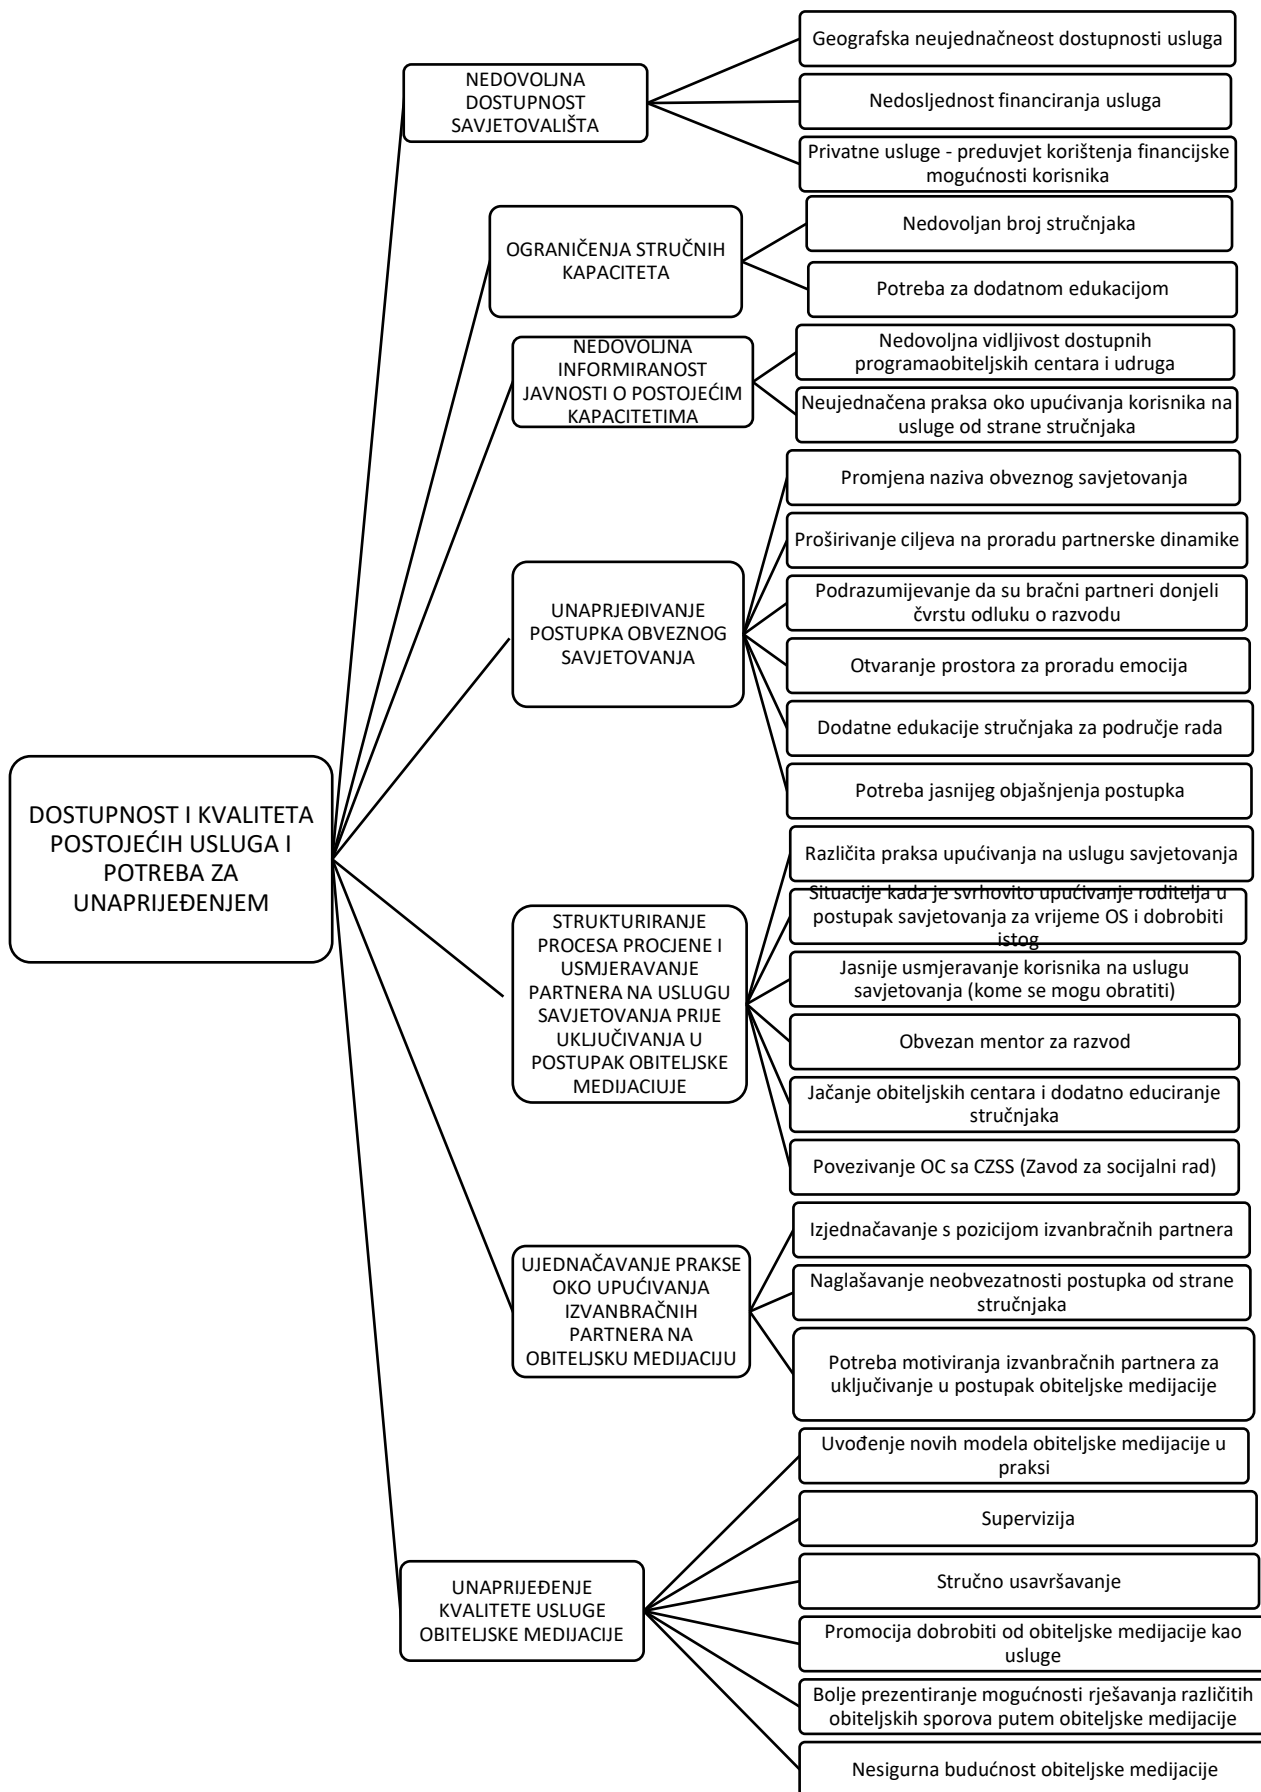 Geografska neujednačneost dostupnosti usluga
NEDOVOLJNA
DOSTUPNOST
SAVJETOVALIŠTA
Nedosljednost financiranja usluga
Privatne usluge - preduvjet korištenja financijske
mogućnosti korisnika
OGRANIČENJA STRUČNIH
KAPACITETA
Nedovoljan broj stručnjaka
Potreba za dodatnom edukacijom
NEDOVOLJNA
INFORMIRANOST
JAVNOSTI O POSTOJEĆIM
KAPACITETIMA
Nedovoljna vidljivost dostupnih
programaobiteljskih centara i udruga
Neujednačena praksa oko upućivanja korisnika na
usluge od strane stručnjaka
UNAPRJEĐIVANJE
POSTUPKA OBVEZNOG
SAVJETOVANJA
Promjena naziva obveznog savjetovanja
Proširivanje ciljeva na proradu partnerske dinamike
Podrazumijevanje da su bračni partneri donjeli
čvrstu odluku o razvodu
Otvaranje prostora za proradu emocija
Dodatne edukacije stručnjaka za područje rada
Potreba jasnijeg objašnjenja postupka
DOSTUPNOST I KVALITETA
POSTOJEĆIH USLUGA I
POTREBA ZA
UNAPRIJEĐENJEM
STRUKTURIRANJE
PROCESA PROCJENE I
USMJERAVANJE
PARTNERA NA USLUGU
SAVJETOVANJA PRIJE
UKLJUČIVANJA U
POSTUPAK OBITELJSKE
MEDIJACIUJE
Različita praksa upućivanja na uslugu savjetovanja
Situacije kada je svrhovito upućivanje roditelja u
postupak savjetovanja za vrijeme OS i dobrobiti
istog
Jasnije usmjeravanje korisnika na uslugu
savjetovanja (kome se mogu obratiti)
Obvezan mentor za razvod
Jačanje obiteljskih centara i dodatno educiranje
stručnjaka
Povezivanje OC sa CZSS (Zavod za socijalni rad)
UJEDNAČAVANJE PRAKSE
OKO UPUĆIVANJA
IZVANBRAČNIH
PARTNERA NA
OBITELJSKU MEDIJACIJU
Izjednačavanje s pozicijom izvanbračnih partnera
Naglašavanje neobvezatnosti postupka od strane
stručnjaka
Potreba motiviranja izvanbračnih partnera za
uključivanje u postupak obiteljske medijacije
UNAPRIJEĐENJE
KVALITETE USLUGE
OBITELJSKE MEDIJACIJE
Uvođenje novih modela obiteljske medijacije u
praksi
Supervizija
Stručno usavršavanje
Promocija dobrobiti od obiteljske medijacije kao
usluge
Bolje prezentiranje mogućnosti rješavanja različitih
obiteljskih sporova putem obiteljske medijacije
Nesigurna budućnost obiteljske medijacije